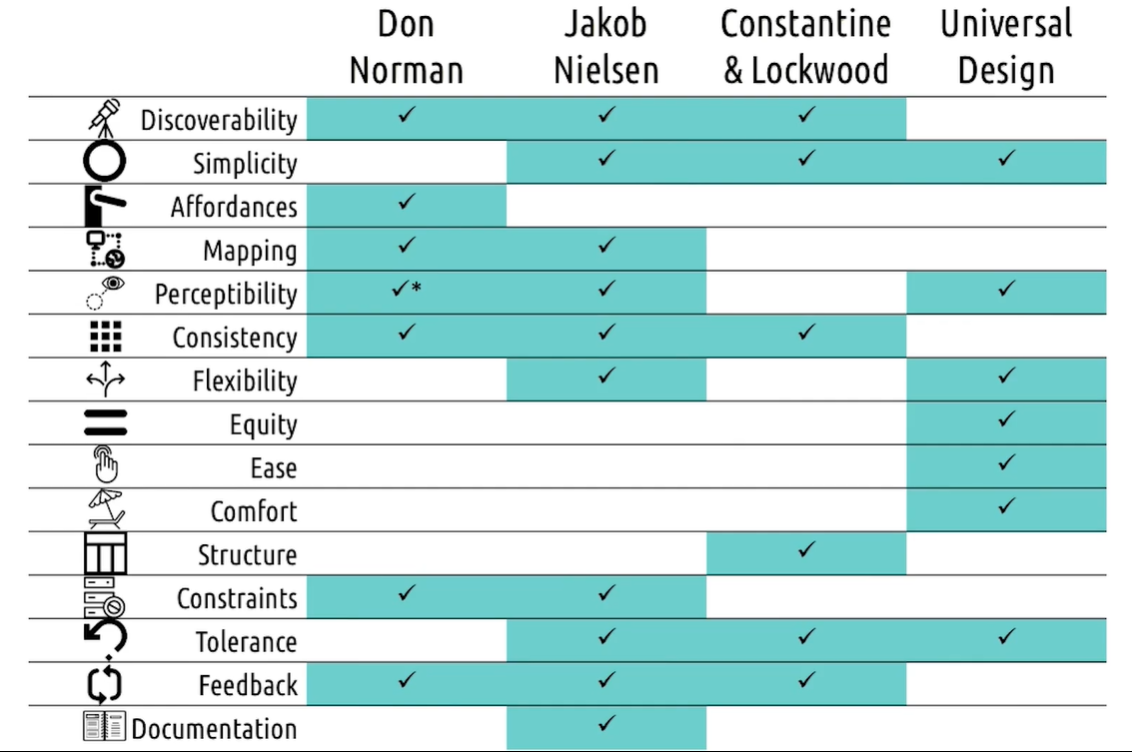 Don Norman
Jakob Nielsen
Constantine & Lockwood
Universal Design
Discoverability ✓ ✓ ✓
Simplicity ✓ ✓ ✓
Affordances ✓
Mapping ✓ ✓
Perceptibility ✓* ✓ ✓
Consistency ✓ ✓ ✓
Flexibility ✓ ✓
Equity ✓
Ease ✓
Comfort ✓
Structure ✓
Constraints ✓ ✓
Tolerance ✓ ✓ ✓
Feedback ✓ ✓ ✓
Documentation ✓